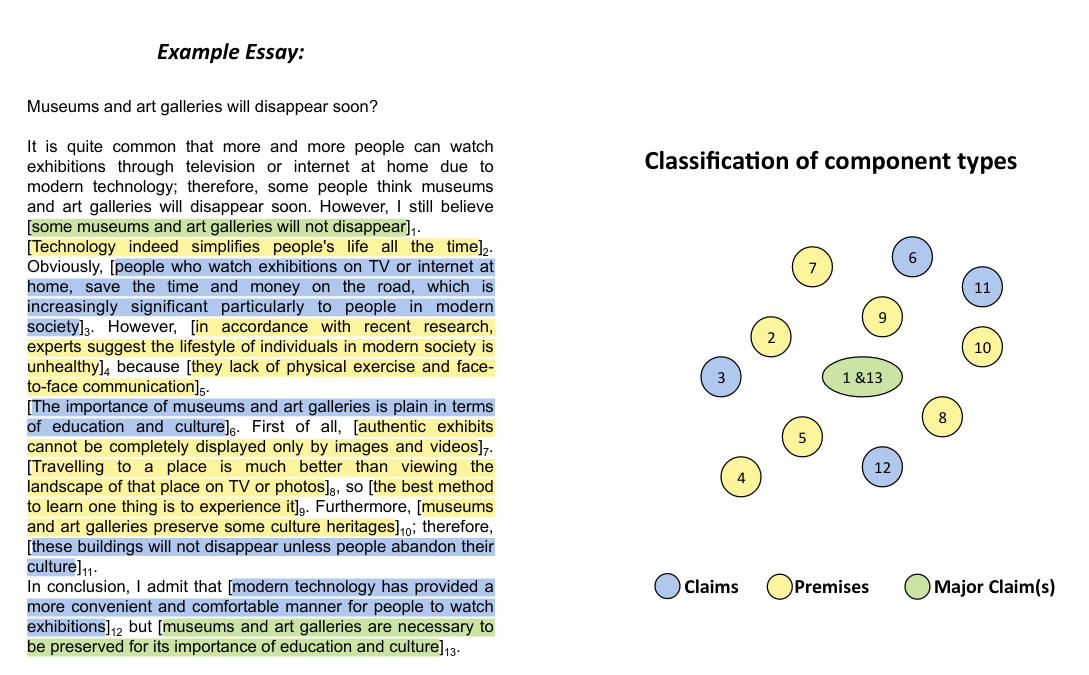 Example Essay:
Museums and art galleries will disappear soon?
It is quite common that more and more people can watch
exhibitions through television or internet at home due to
modern technology; therefore, some people think museums
and art galleries will disappear soon. However, I still believe
[some museums and art galleries will not disappear]1.
[Technology indeed simplifies people's life all the time]2.
Obviously, [people who watch exhibitions on TV or internet at
home, save the time and money on the road, which is
increasingly significant particularly to people in modern
society]3. However, [in accordance with recent research,
experts suggest the lifestyle of individuals in modern society is
unhealthy]4 because [they lack of physical exercise and face-
to-face communication]5.
[The importance of museums and art galleries is plain in terms
of education and culture]6. First of all, [authentic exhibits
cannot be completely displayed only by images and videos]7.
[Travelling to a place is much better than viewing the
landscape of that place on TV or photos]8, so [the best method
to learn one thing is to experience it]9. Furthermore, [museums
and art galleries preserve some culture heritages]10; therefore,
[these buildings will not disappear unless people abandon their
culture]11.
In conclusion, I admit that [modern technology has provided a
more convenient and comfortable manner for people to watch
exhibitions]12 but [museums and art galleries are necessary to
be preserved for its importance of education and culture]13.
Classification of component types
6
7
11
9
2
10
3
1 &13
8
5
12
4
Claims
Premises
Major Claim(s)